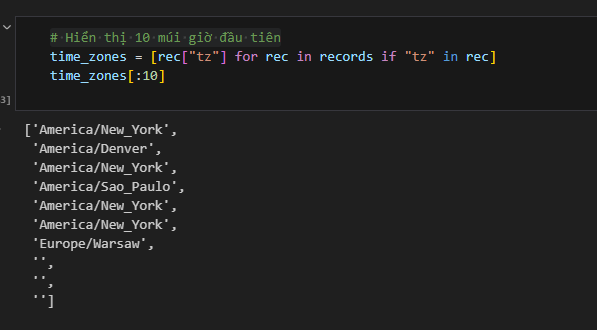 # Hiển thị 10 múi giờ đầu tiên
time_zones = [rec["tz"] for rec in records if "tz" in rec]
time_zones[:10]
3]
['America/New_York',
'America/Denver',
'America/New_York',
'America/Sao_Paulo',
'America/New_York',
'America/New_York',
'Europe/Warsaw',
'',
'',
'']